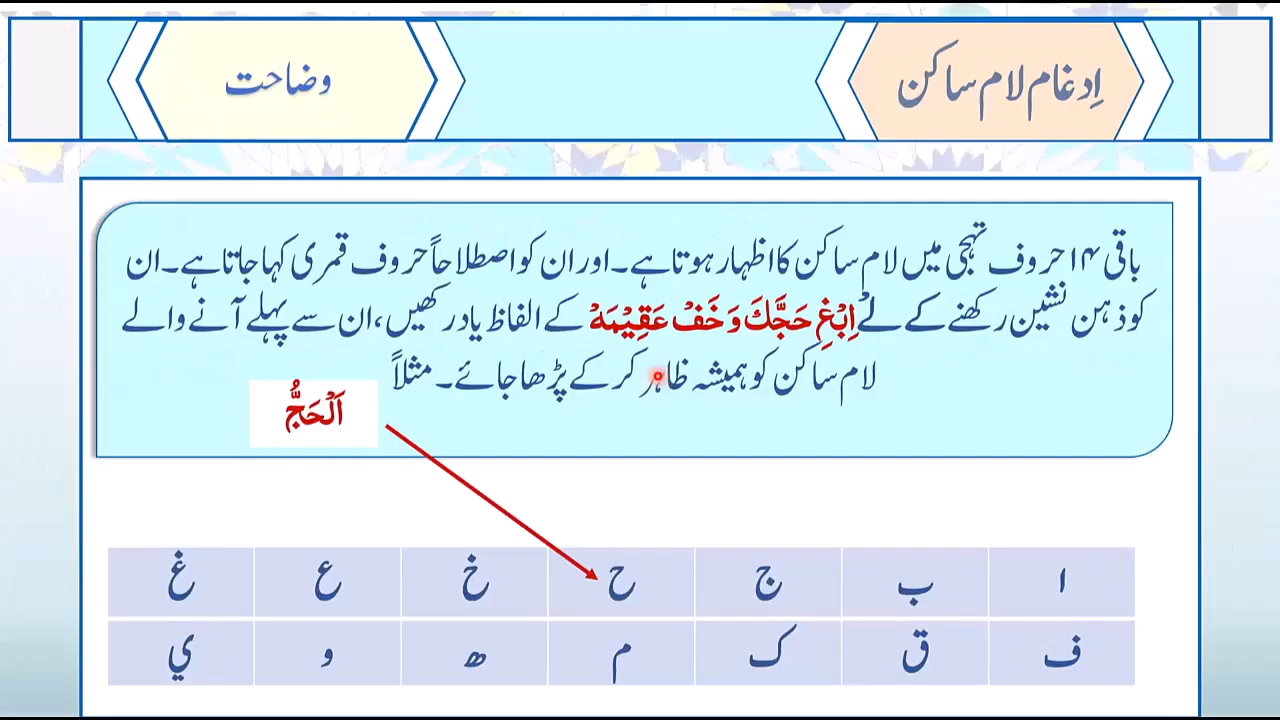 اِدغام لام ساکن
وضاحت
باقی ۱۴ حروف تہجی میں لام ساکن کا اظہار ہوتا ہے۔ اور ان کو اصطلاحاً حروف قمری کہا جاتا ہے۔ ان
کو ذہن نشین رکھنے کے لئے اِبْغِ حَجَّكَ وَخَفْ عَقِيْمَهْ کے الفاظ یاد رکھیں، ان سے پہلے آنے والے
لام ساکن کو ہمیشہ ظاہر کر کے پڑھا جائے۔ مثلاً
اَلْحَجُّ
ا ب ج ح خ ع غ
ف ق ک م ھ و ي